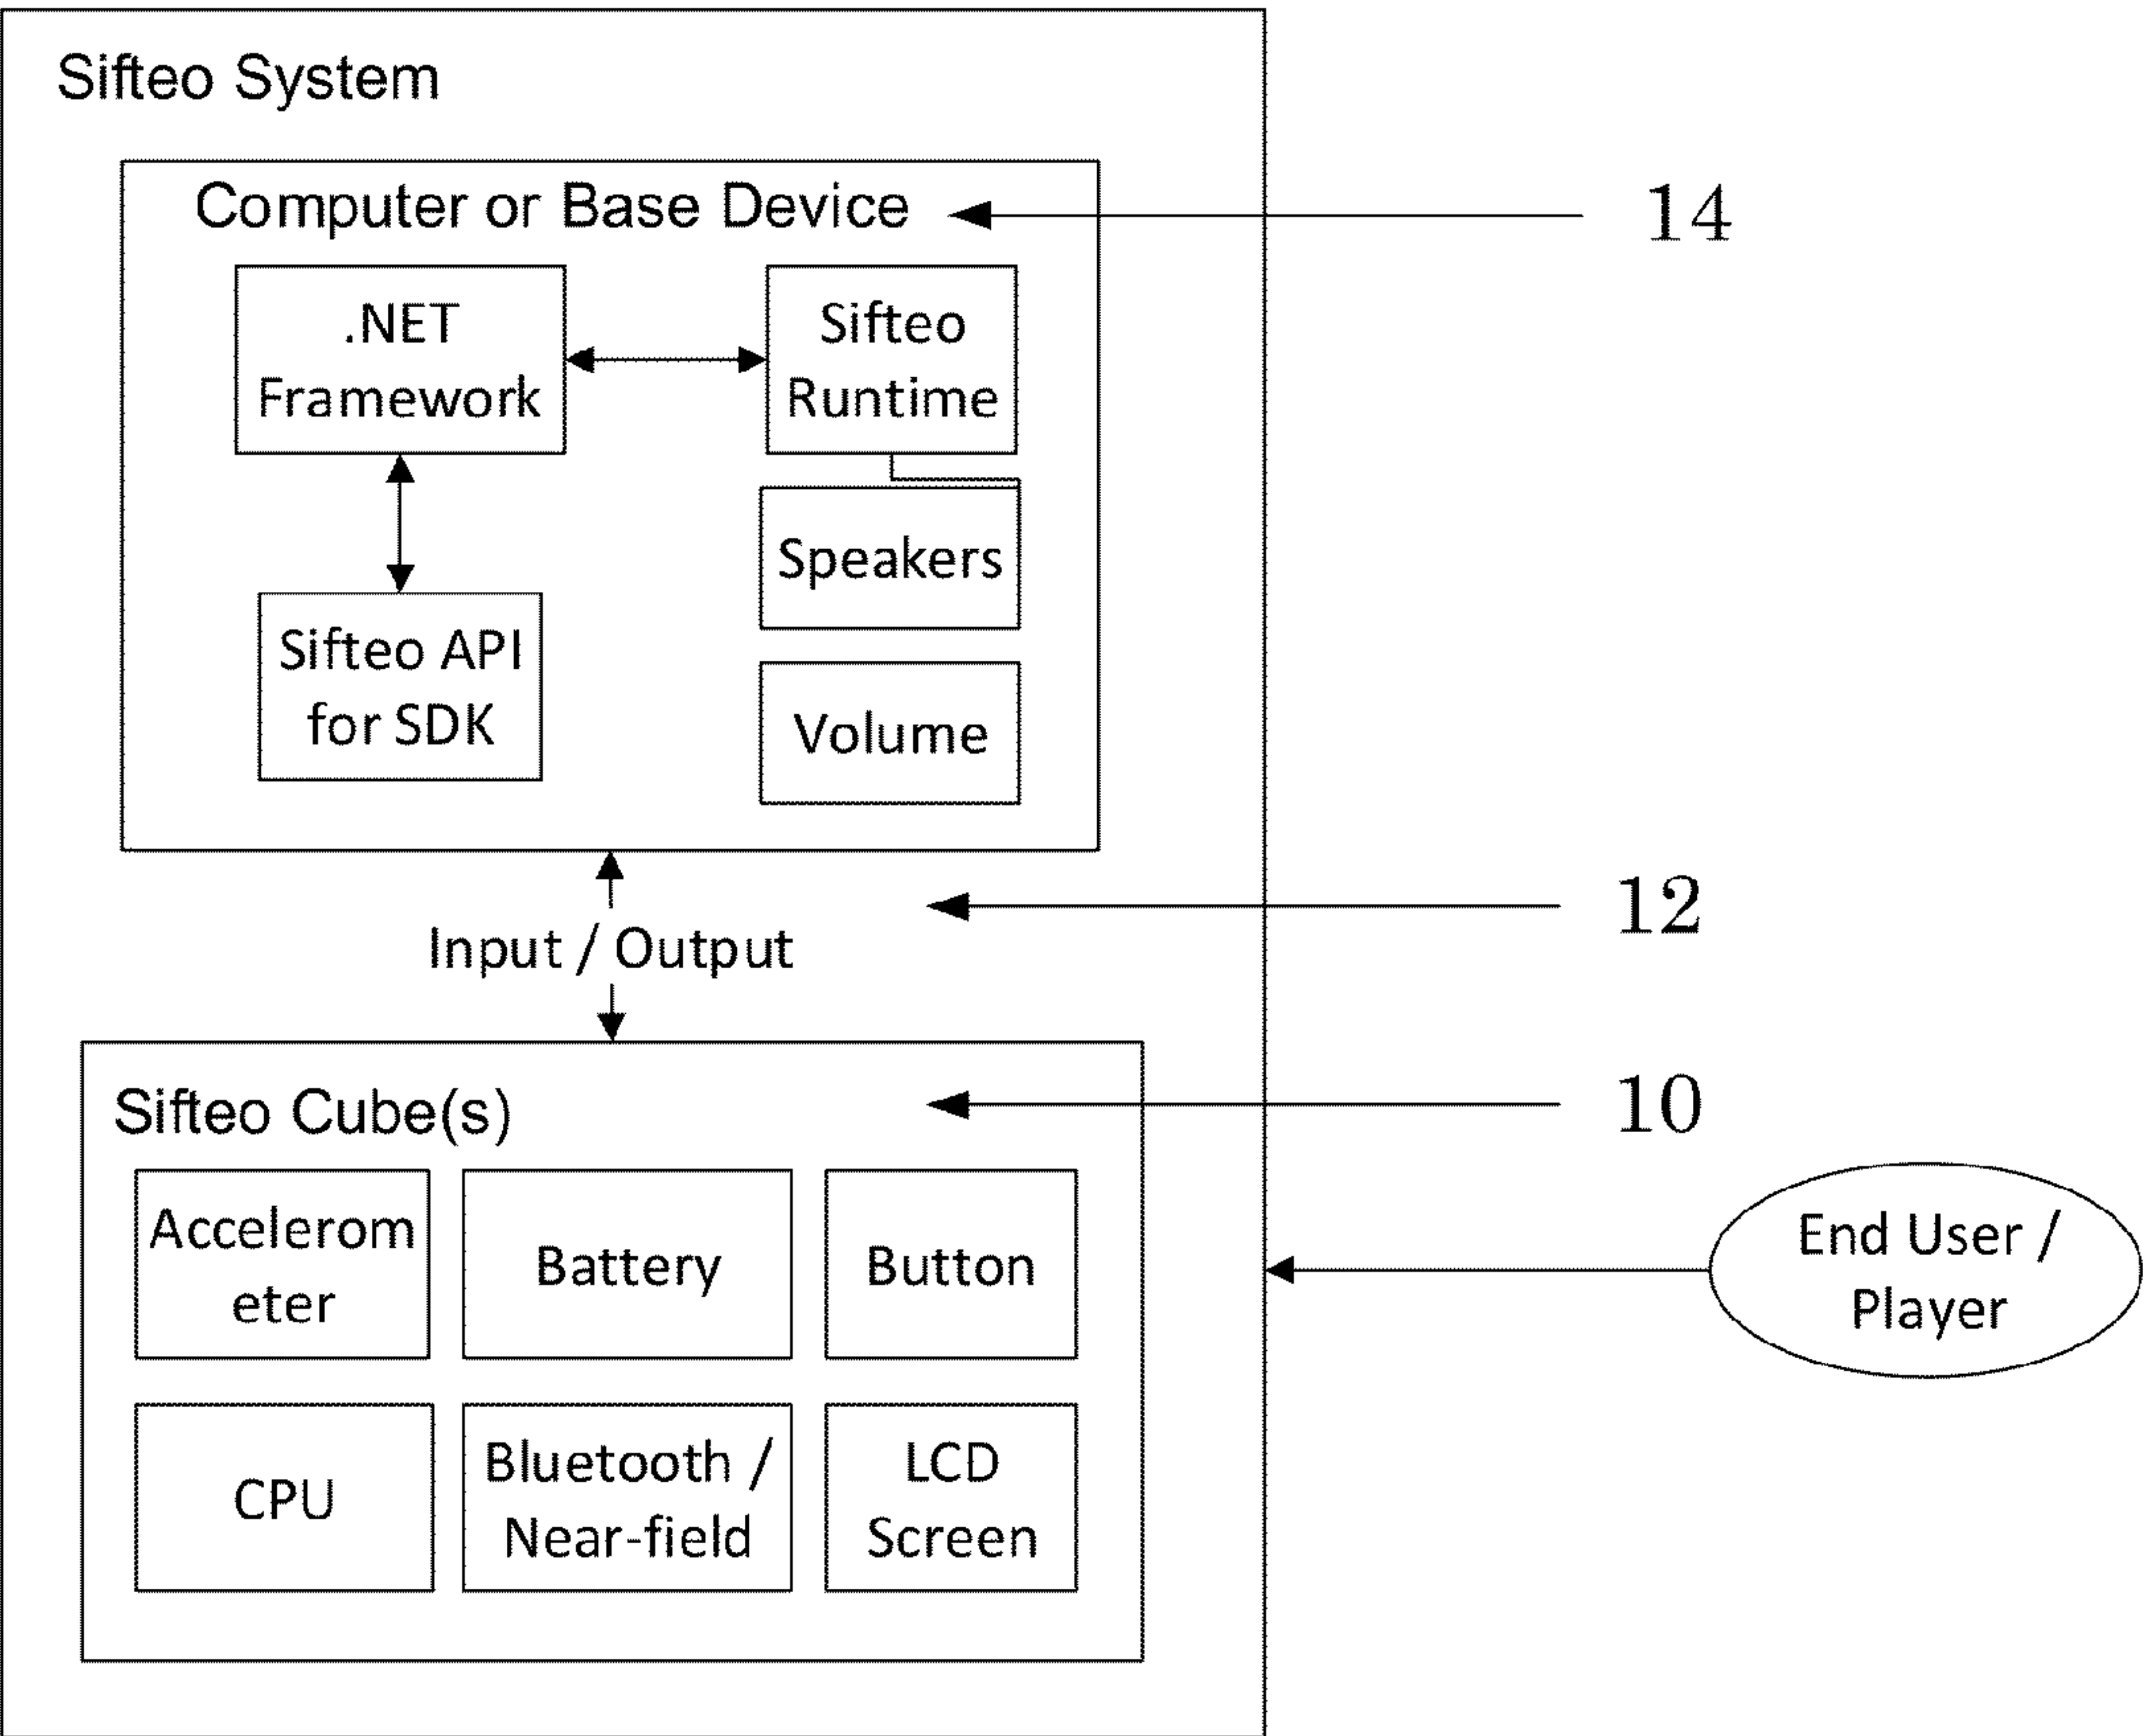 Sifteo System
Computer or Base Device
14
.NET
Framework
Sifteo
Runtime
Speakers
Sifteo API
for SDK
Volume
12
Input / Output
10
Sifteo Cube(s)
Accelerom
eter
Battery
Button
End User /
Player
CPU
Bluetooth /
Near-field
LCD
Screen